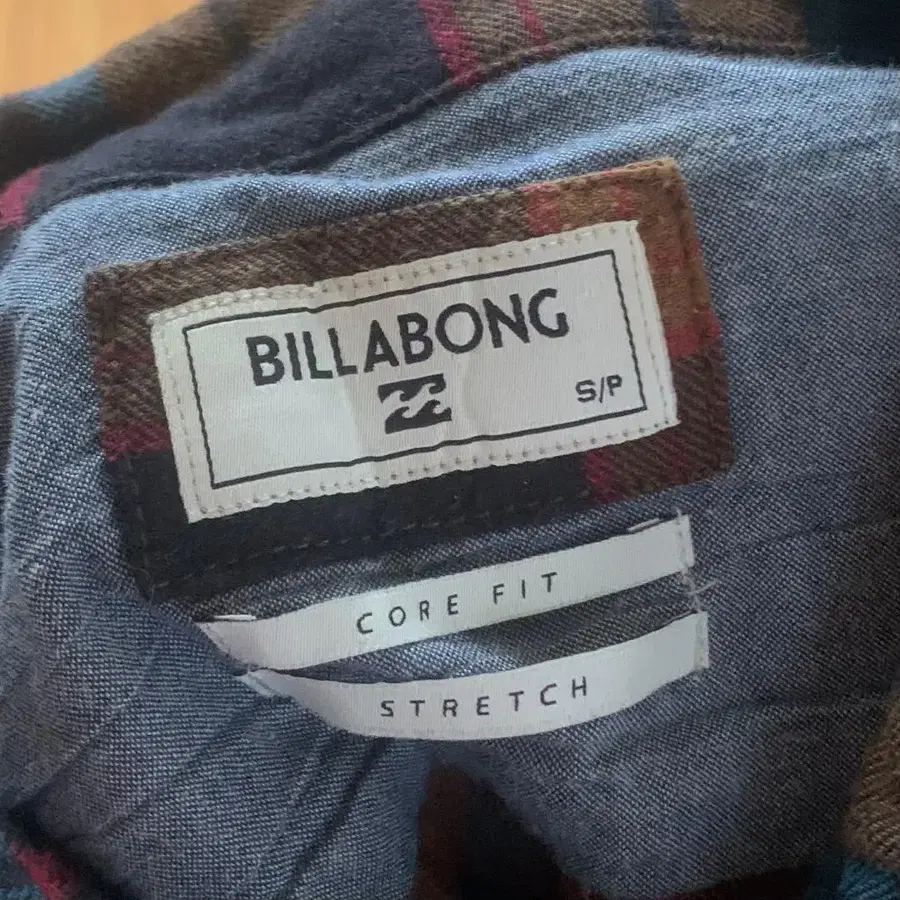 BILLABONG
S/P
CORE FIT
STRETCH